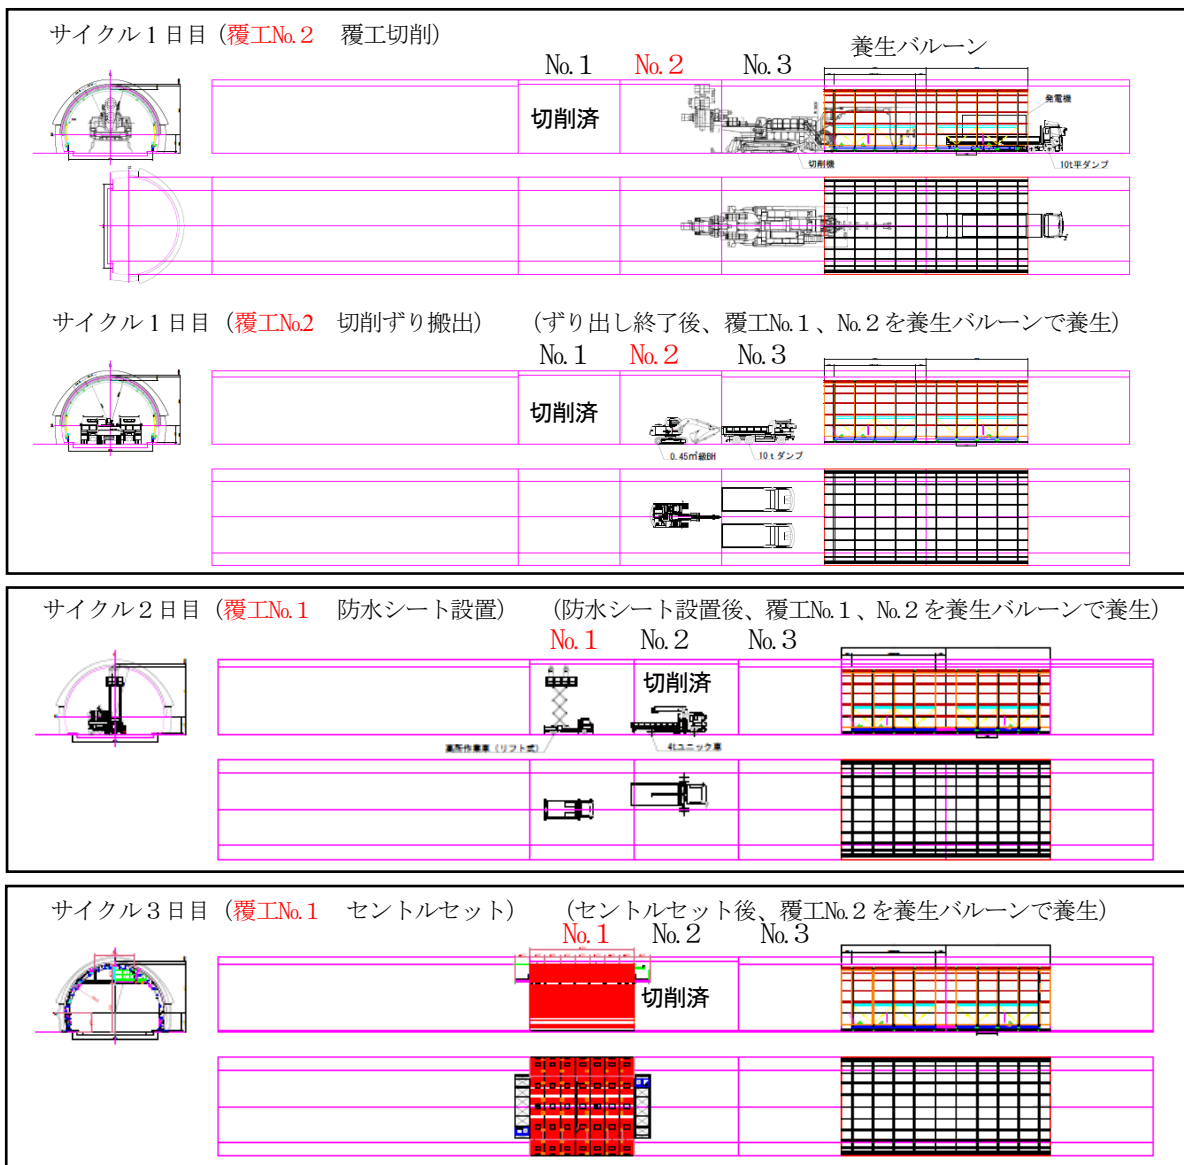 サイクル1日目（覆工No.2　覆工切削）
養生バルーン
No.1　No.2　No.3
切削済
発電機
切削機
10t平ダンプ
サイクル1日目（覆工No.2　切削ずり搬出）　（ずり出し終了後、覆工No.1、No.2を養生バルーンで養生）
No.1　No.2　No.3
切削済
0.45㎥級BH
10tダンプ
サイクル2日目（覆工No.1　防水シート設置）　（防水シート設置後、覆工No.1、No.2を養生バルーンで養生）
No.1　No.2　No.3
切削済
高所作業車（リフト式）
4tユニック車
サイクル3日目（覆工No.1　セントルセット）　（セントルセット後、覆工No.2を養生バルーンで養生）
No.1　No.2　No.3
切削済